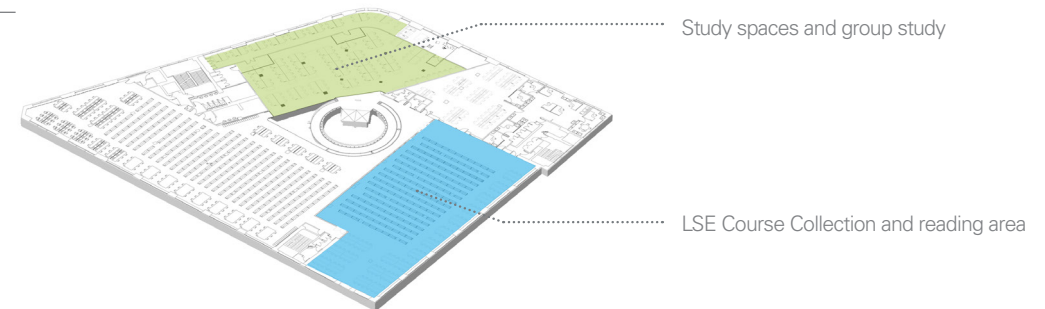 Study spaces and group study
LSE Course Collection and reading area